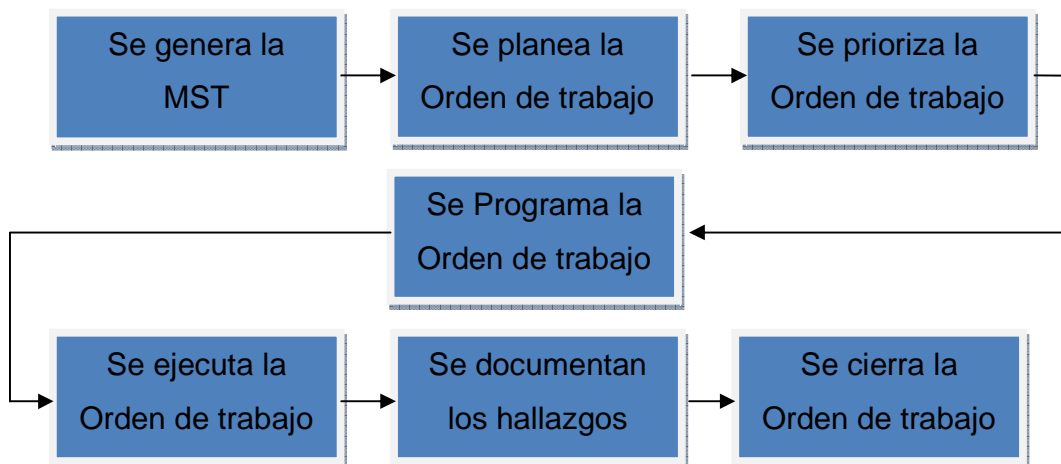 Se genera la
MST
Se planea la
Orden de trabajo
Se prioriza la
Orden de trabajo
Se Programa la
Orden de trabajo
Se ejecuta la
Orden de trabajo
Se documentan
los hallazgos
Se cierra la
Orden de trabajo